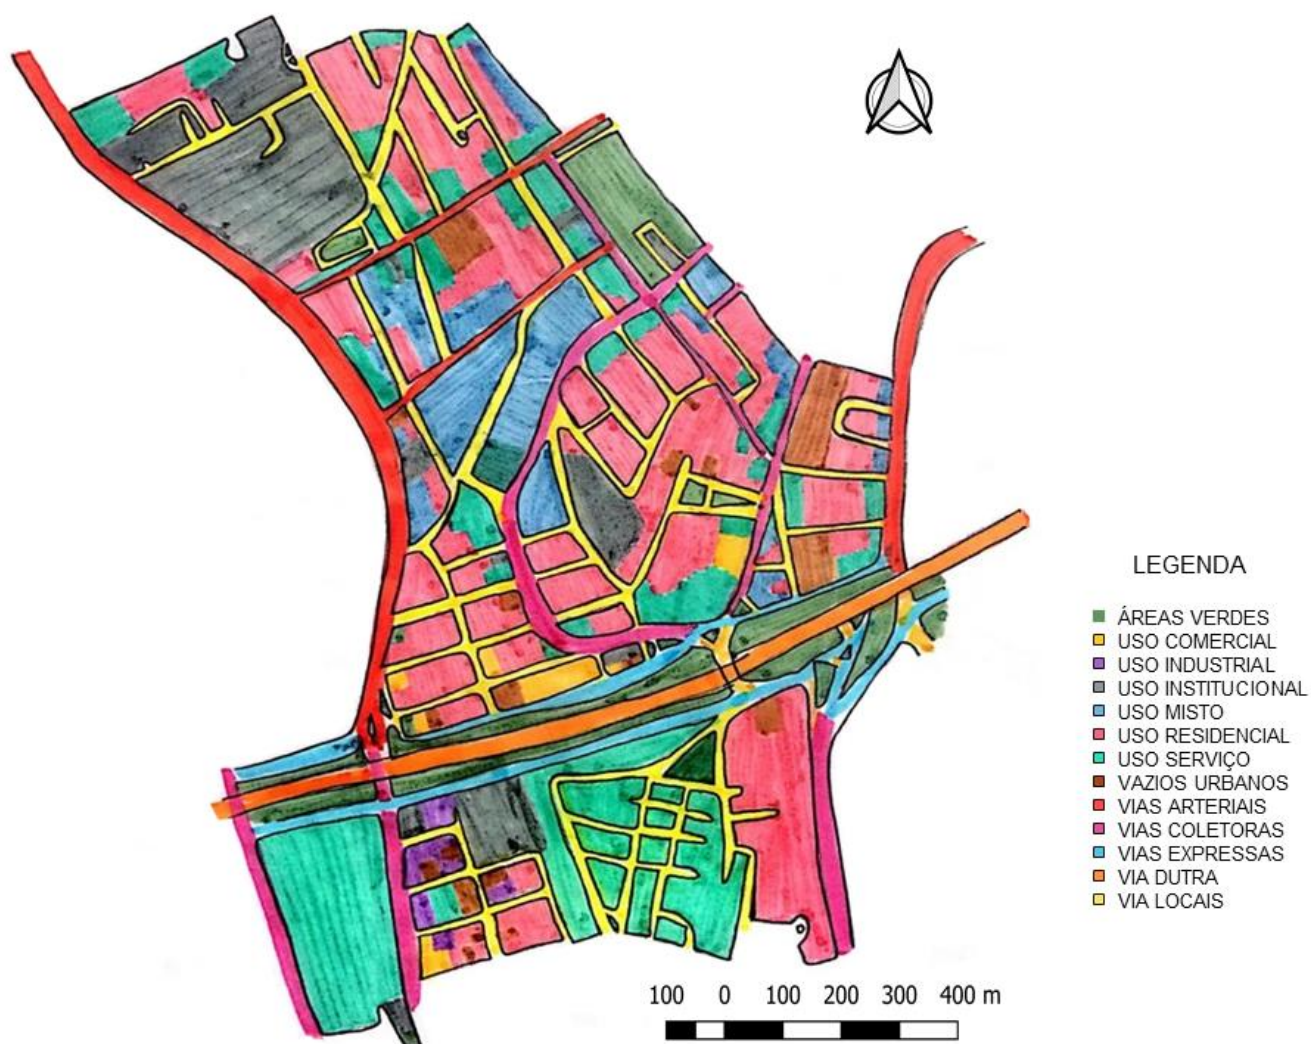 LEGENDA
ÁREAS VERDES
USO COMERCIAL
USO INDUSTRIAL
USO INSTITUCIONAL
USO MISTO
USO RESIDENCIAL
USO SERVIÇO
VAZIOS URBANOS
VIAS ARTERIAIS
VIAS COLETORAS
VIAS EXPRESSAS
VIA DUTRA
VIA LOCAIS
100 0 100 200 300 400 m